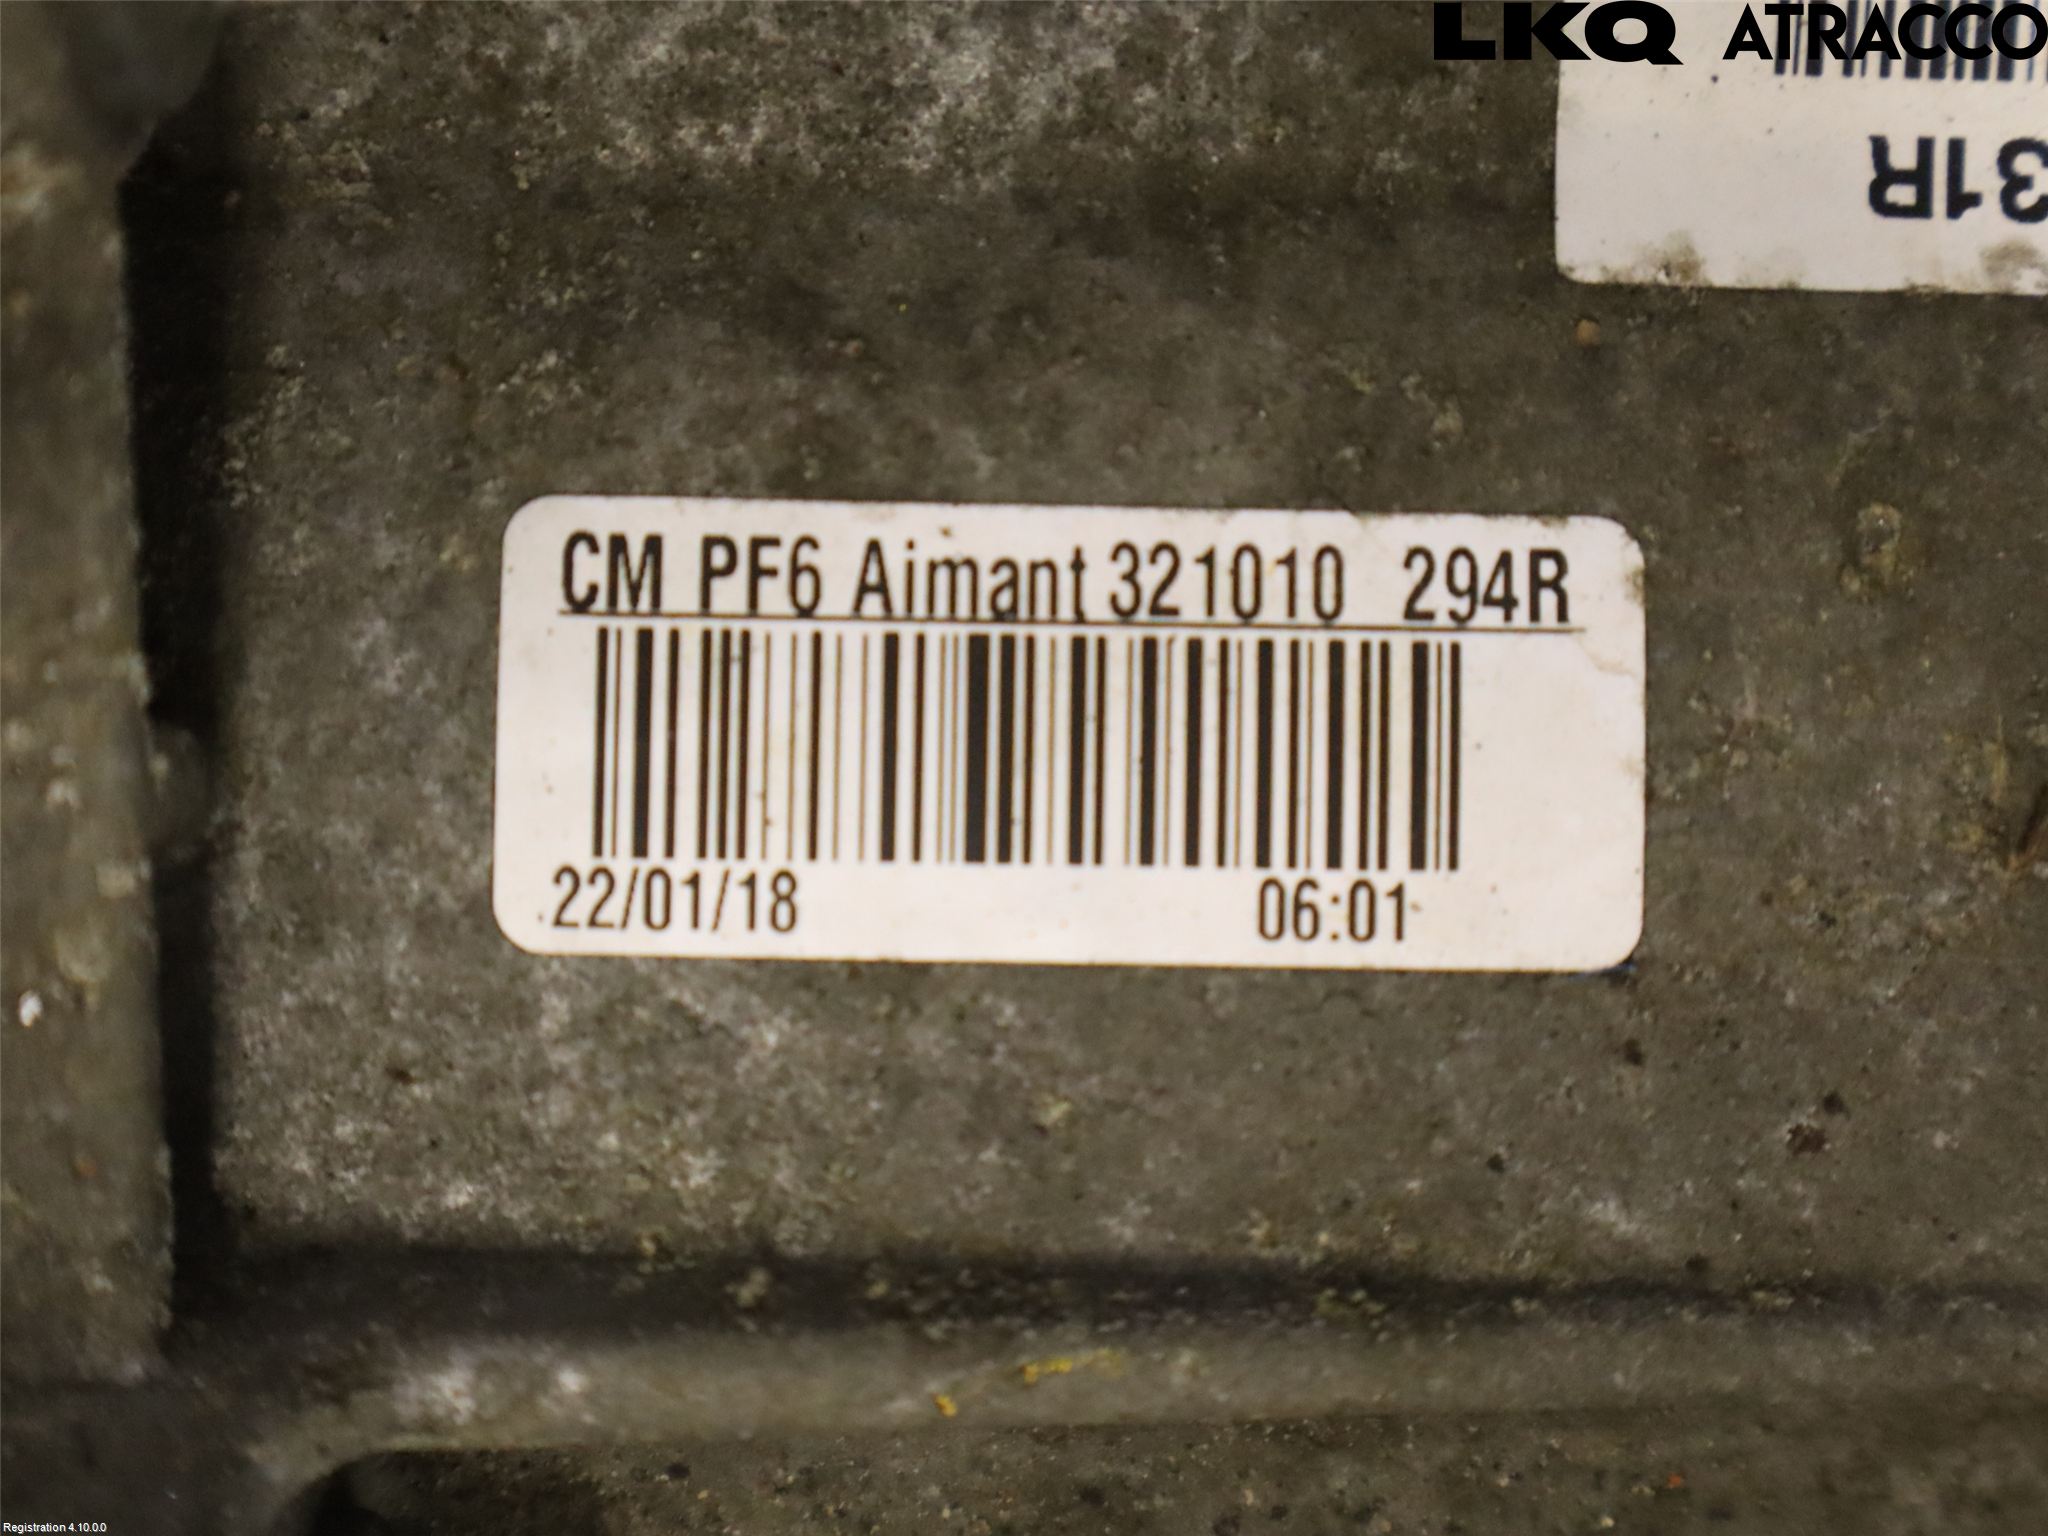 LKQ ATRACCO
31R
CM PF6 Aimant 321010 294R
22/01/18 06:01
Registration 4.10.0.0